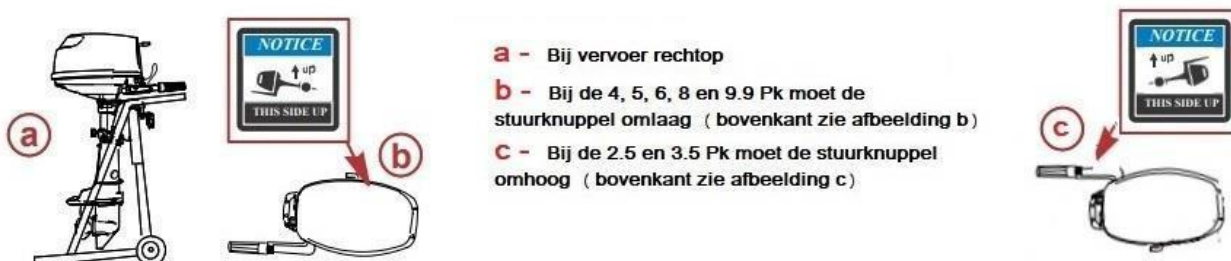 a
NOTICE
up
THIS SIDE UP
b
a - Bij vervoer rechtop
b - Bij de 4, 5, 6, 8 en 9.9 Pk moet de
stuurknuppel omlaag ( bovenkant zie afbeelding b)
c - Bij de 2.5 en 3.5 Pk moet de stuurknuppel
omhoog ( bovenkant zie afbeelding c)
NOTICE
up
THIS SIDE UP
c